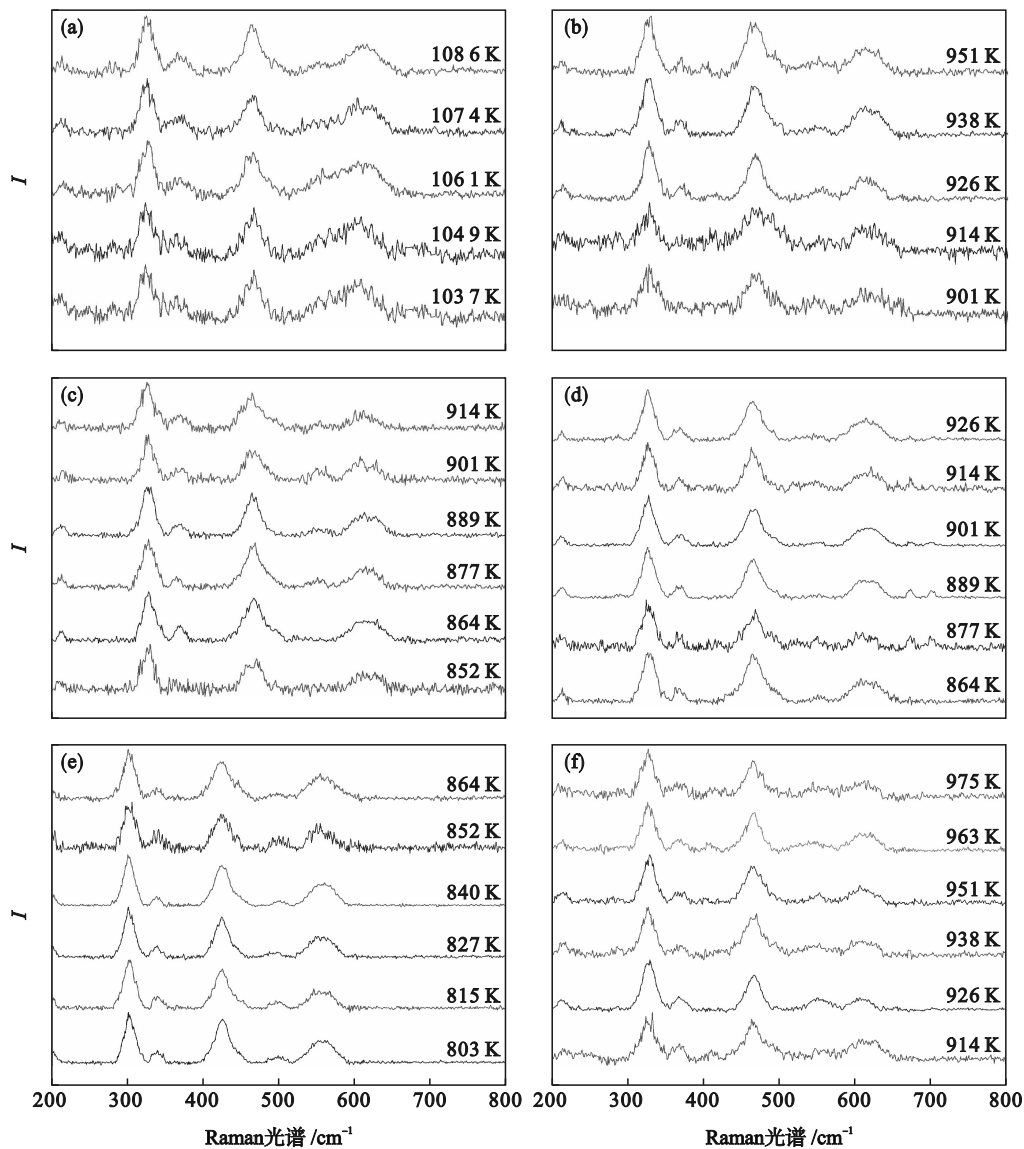 (a)
108 6 K
107 4 K
106 1 K
104 9 K
103 7 K
I
(b)
951 K
938 K
926 K
914 K
901 K
(c)
914 K
901 K
889 K
877 K
864 K
852 K
I
(d)
926 K
914 K
901 K
889 K
877 K
864 K
(e)
864 K
852 K
840 K
827 K
815 K
803 K
I
200 300 400 500 600 700 800
Raman光谱 /cm⁻¹
(f)
975 K
963 K
951 K
938 K
926 K
914 K
200 300 400 500 600 700 800
Raman光谱 /cm⁻¹